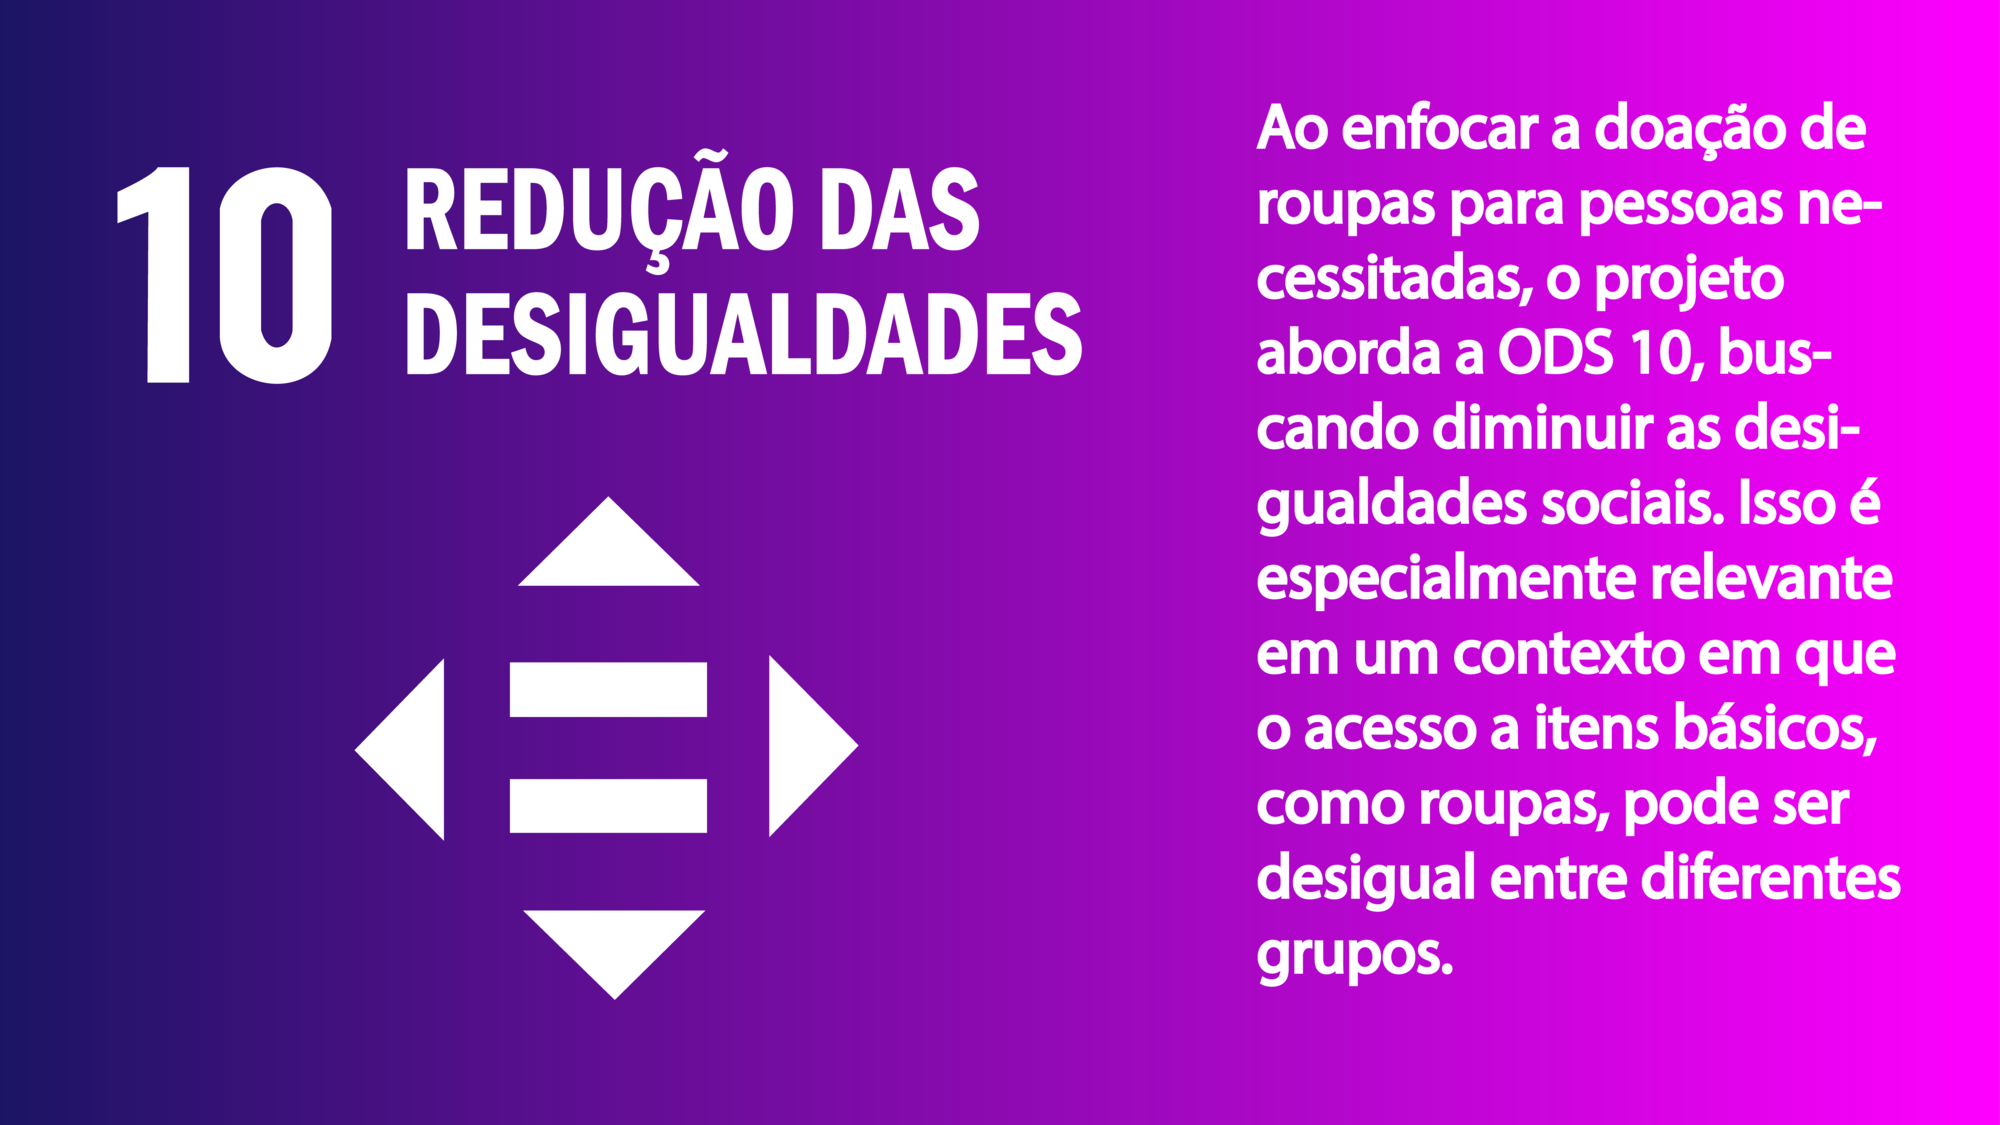 10
REDUÇÃO DAS
DESIGUALDADES
Ao enfocar a doação de
roupas para pessoas ne-
cessitadas, o projeto
aborda a ODS 10, bus-
cando diminuir as desi-
gualdades sociais. Isso é
especialmente relevante
em um contexto em que
o acesso a itens básicos,
como roupas, pode ser
desigual entre diferentes
grupos.